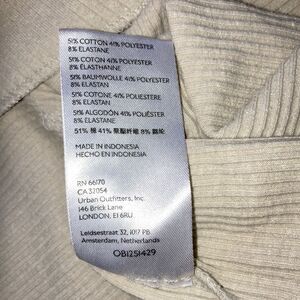 51% COTTON 41% POLYESTER
8% ELASTANE
51% COTON 41% POLYESTER
8% ÉLASTHANNE
51% BAUMWOLLE 41% POLYESTER
8% ELASTAN
51% COTONE 41% POLIESTERE
8% ELASTAN
51% ALGODÓN 41% POLIÉSTER
8% ELASTANO
51% 棉 41% 聚酯纤维 8% 氨纶
MADE IN INDONESIA
HECHO EN INDONESIA
RN 66170
CA 32054
Urban Outfitters, Inc.
146 Brick Lane
LONDON, E1 6RU
Leidsestraat 32, 1017 PB
Amsterdam, Netherlands
OB1251429